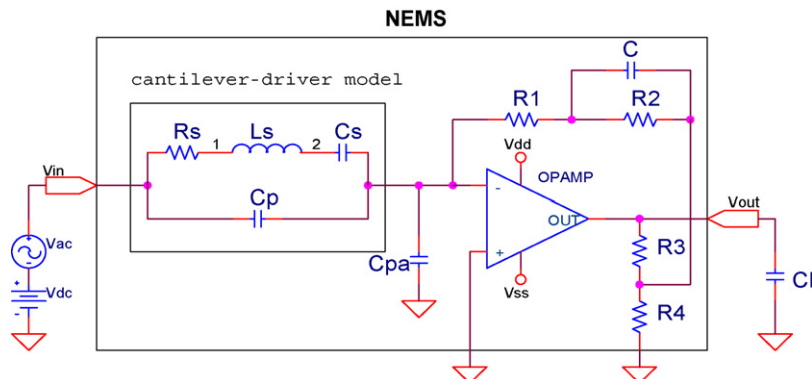 NEMS
cantilever-driver model
C
R1
R2
Rs
1
Ls
2
Cs
Vdd
Vin
OPAMP
Vout
-
Cp
OUT
R3
Vac
Cpa
+
+
Vdc
Vss
-
R4